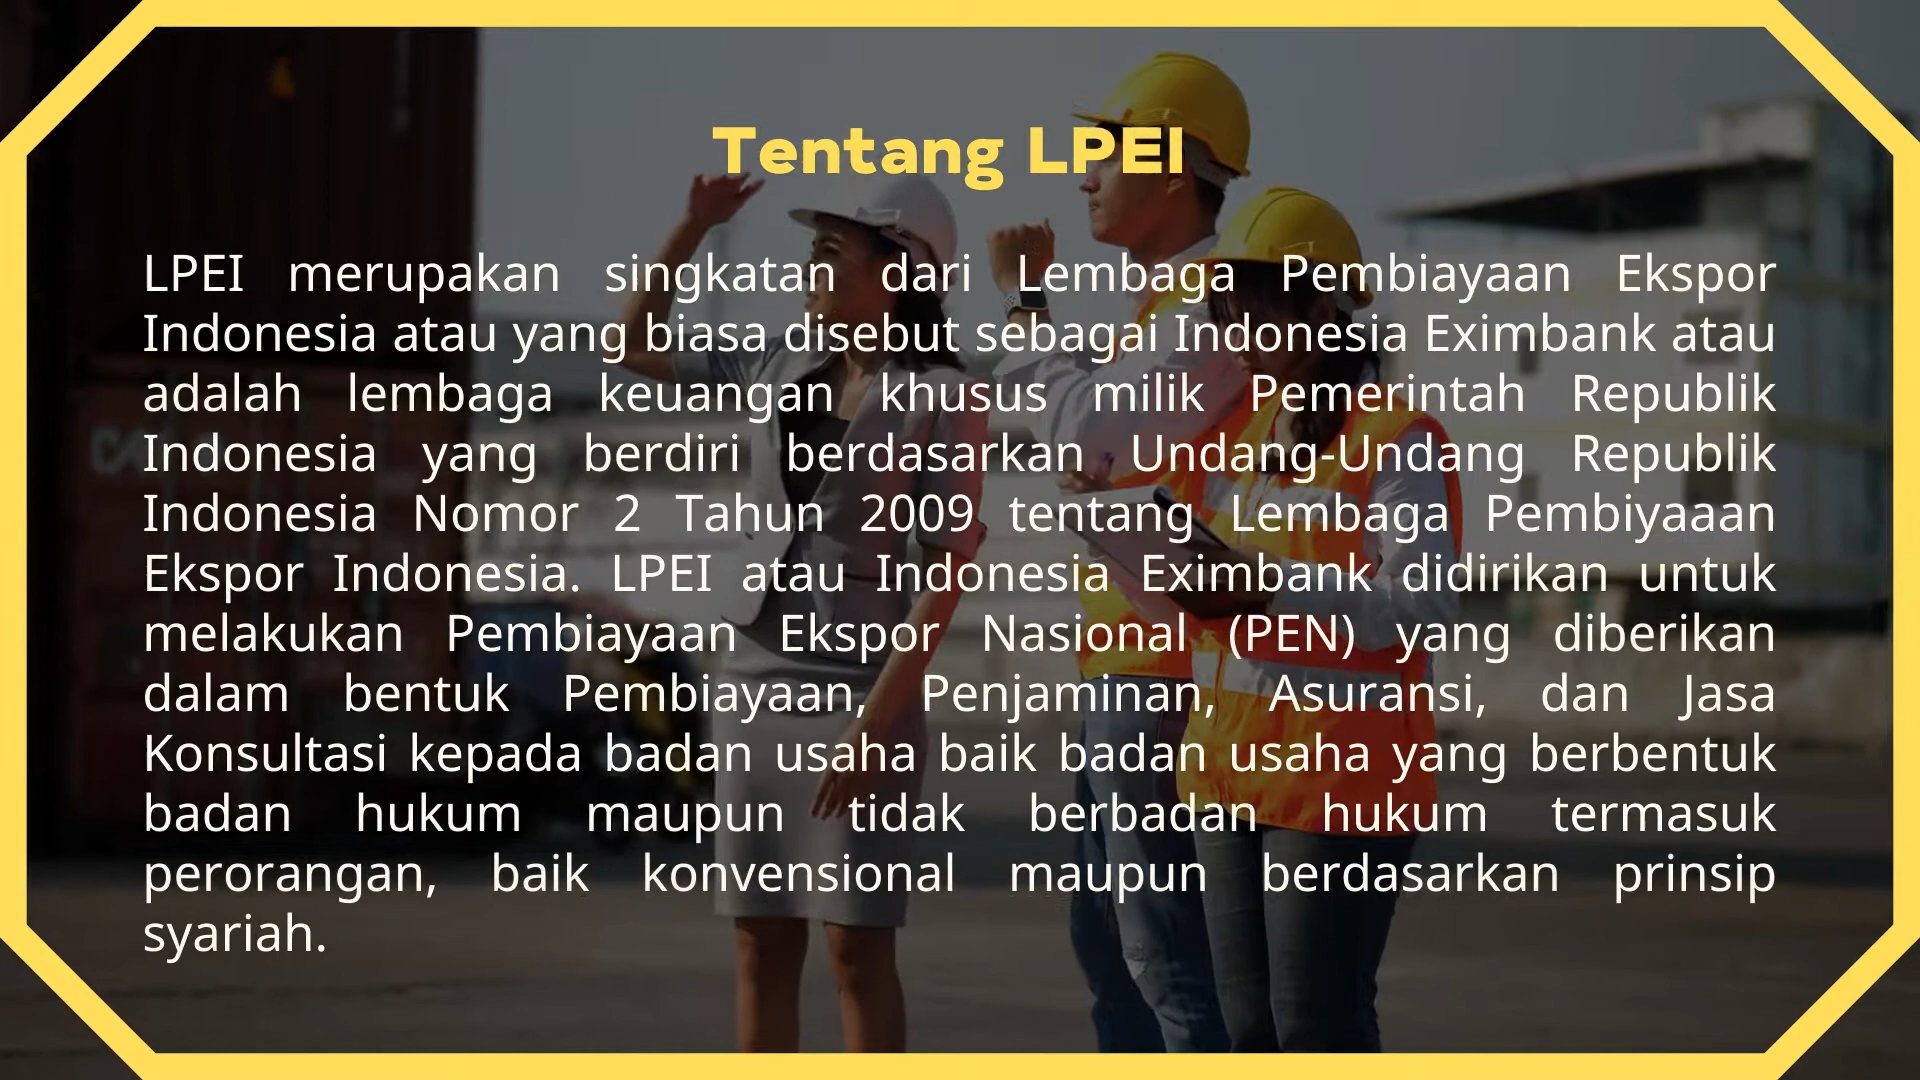 Tentang LPEI
LPEI merupakan singkatan dari Lembaga Pembiayaan Ekspor
Indonesia atau yang biasa disebut sebagai Indonesia Eximbank atau
adalah lembaga keuangan khusus milik Pemerintah Republik
Indonesia yang berdiri berdasarkan Undang-Undang Republik
Indonesia Nomor 2 Tahun 2009 tentang Lembaga Pembiyaaan
Ekspor Indonesia. LPEI atau Indonesia Eximbank didirikan untuk
melakukan Pembiayaan Ekspor Nasional (PEN) yang diberikan
dalam bentuk Pembiayaan, Penjaminan, Asuransi, dan Jasa
Konsultasi kepada badan usaha baik badan usaha yang berbentuk
badan hukum maupun tidak berbadan hukum termasuk
perorangan, baik konvensional maupun berdasarkan prinsip
syariah.